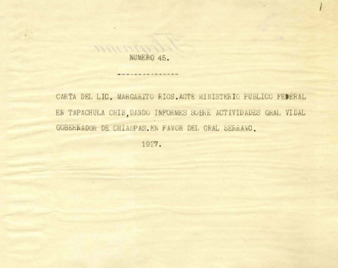 1
NUMERO 45.
---------------
CARTA DEL LIC. MARGARITO RIOS.AGTE MINISTERIO PUBLICO FEDERAL
EN TAPACHULA CHIS,DANDO INFORMES SOBRE ACTIVIDADES GRAL VIDAL
GOBERNADOR DE CHIAPAS.EN FAVOR DEL GRAL SERRANO.
1927.